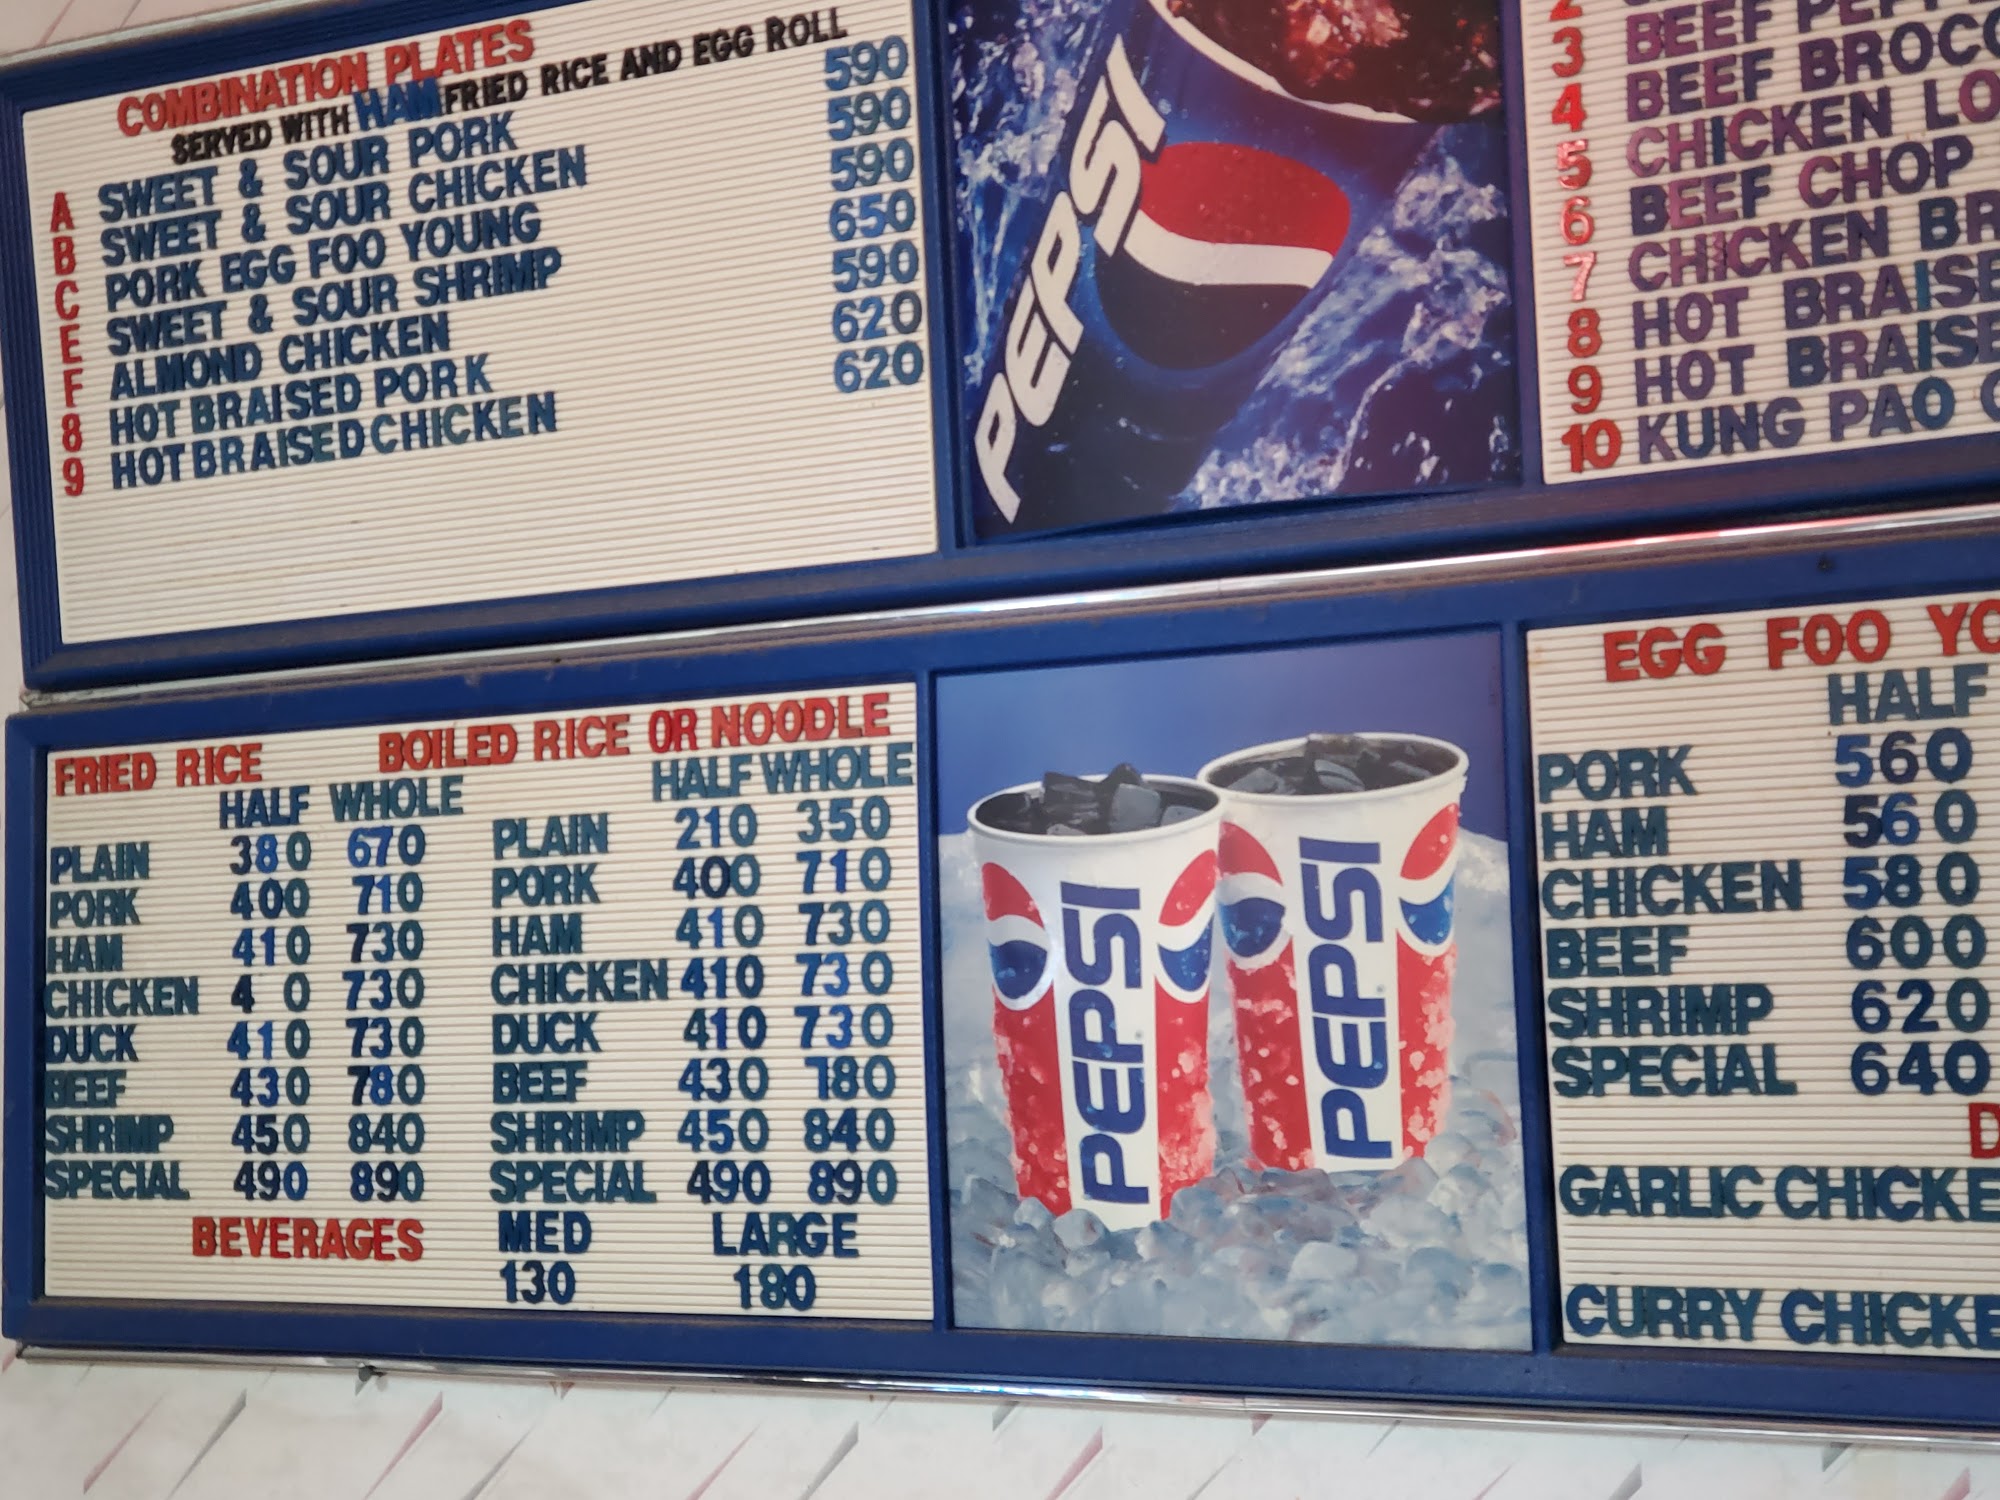 COMBINATION PLATES
SERVED WITH HAM FRIED RICE AND EGG ROLL
A SWEET & SOUR PORK 590
B SWEET & SOUR CHICKEN 590
C PORK EGG FOO YOUNG 590
E SWEET & SOUR SHRIMP 650
F ALMOND CHICKEN 590
8 HOT BRAISED PORK 620
9 HOT BRAISED CHICKEN 620
PEPSI
2
3 BEEF
4 BEEF
5 CHICKEN LO
6 BEEF CHOP
7 CHICKEN BR
8 HOT BRAISE
9 HOT BRAISE
10 KUNG PAO
FRIED RICE
HALF WHOLE
PLAIN 380 670
PORK 400 710
HAM 410 730
CHICKEN 4 0 730
DUCK 410 730
BEEF 430 780
SHRIMP 450 840
SPECIAL 490 890
BOILED RICE OR NOODLE
HALF WHOLE
PLAIN 210 350
PORK 400 710
HAM 410 730
CHICKEN 410 730
DUCK 410 730
BEEF 430 780
SHRIMP 450 840
SPECIAL 490 890
BEVERAGES MED LARGE
130 180
PEPSI
PEPSI
EGG FOO YO
HALF
PORK 560
HAM 560
CHICKEN 580
BEEF 600
SHRIMP 620
SPECIAL 640
D
GARLIC CHICKE
CURRY CHICKE